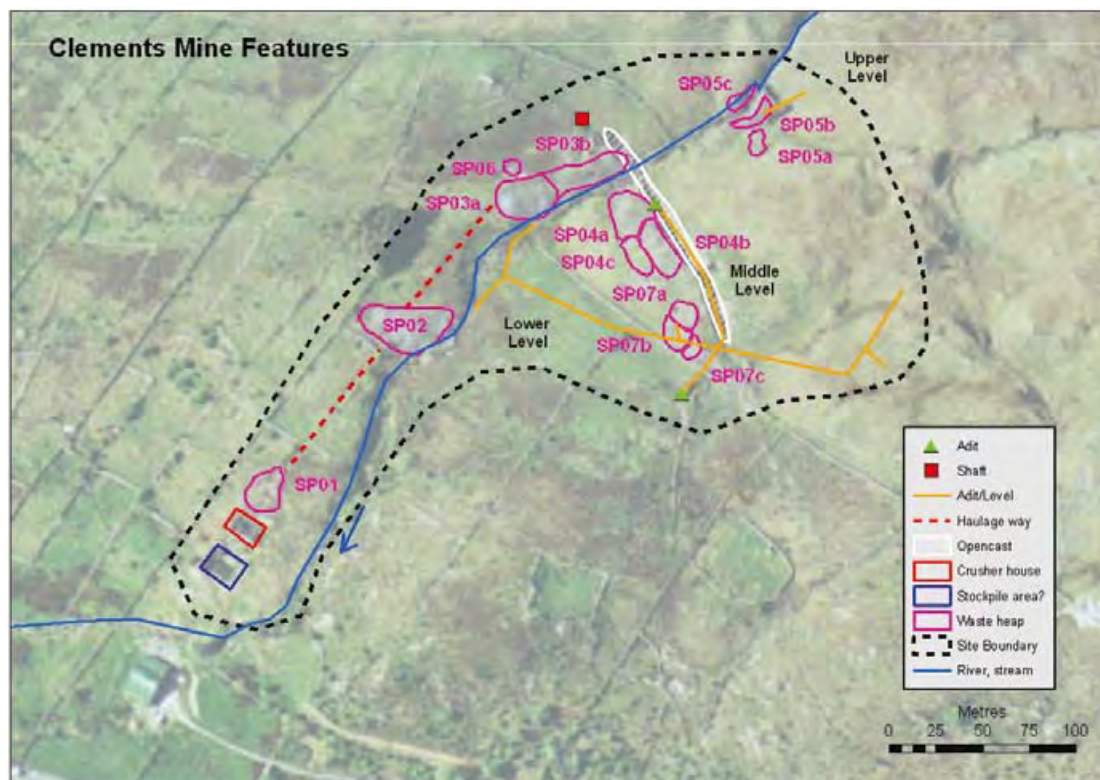 Clements Mine Features
Upper
Level
SP05c
SP05b
SP05a
SP03b
SP06
SP03a
SP04a
SP04b
SP04c
Middle
Level
SP07a
SP02
Lower
Level
SP07b
SP07c
SP01
Adit
Shaft
Adit/Level
Haulage way
Opencast
Crusher house
Stockpile area?
Waste heap
Site Boundary
River, stream
Metres
0 25 50 75 100